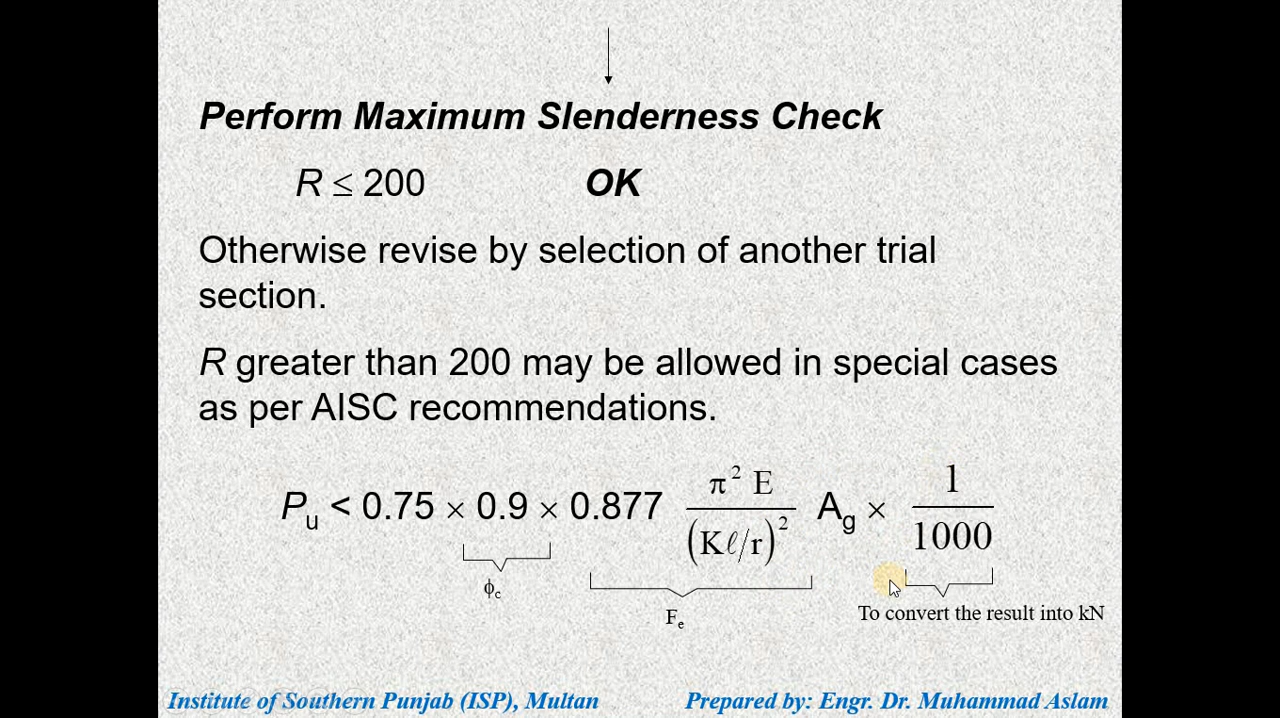 Perform Maximum Slenderness Check
R ≤ 200 OK
Otherwise revise by selection of another trial
section.
R greater than 200 may be allowed in special cases
as per AISC recommendations.
Pu < 0.75 × 0.9 × 0.877 π² E / (Kℓ/r)² Ag × 1/1000
ϕc
Fe
To convert the result into kN
Institute of Southern Punjab (ISP), Multan Prepared by: Engr. Dr. Muhammad Aslam